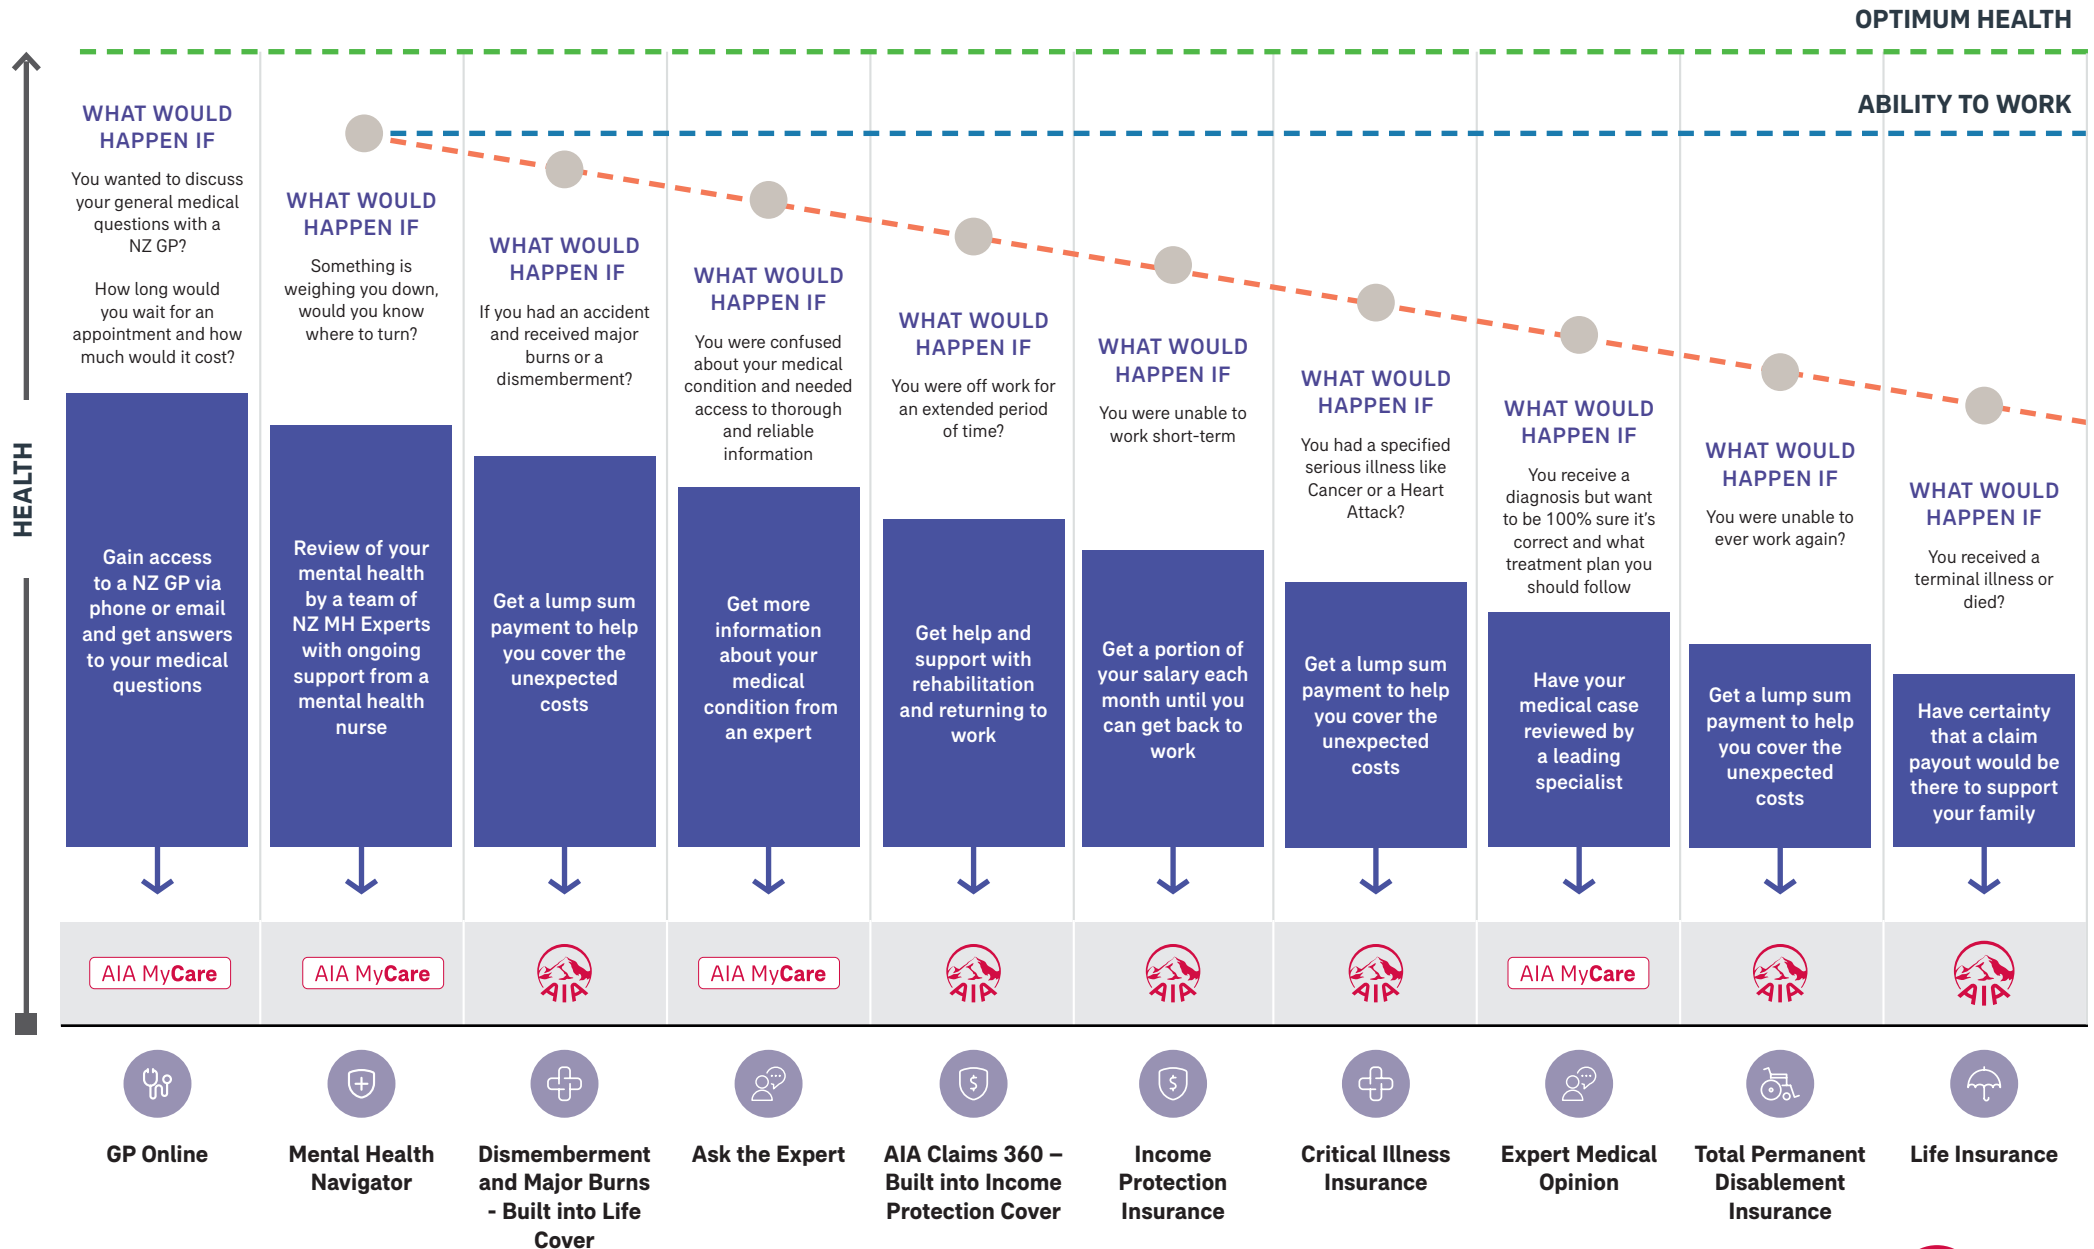 OPTIMUM HEALTH
ABILITY TO WORK
HEALTH
WHAT WOULD
HAPPEN IF
You wanted to discuss
your general medical
questions with a
NZ GP?
How long would
you wait for an
appointment and how
much would it cost?
Gain access
to a NZ GP via
phone or email
and get answers
to your medical
questions
AIA MyCare
GP Online
WHAT WOULD
HAPPEN IF
Something is
weighing you down,
would you know
where to turn?
Review of your
mental health
by a team of
NZ MH Experts
with ongoing
support from a
mental health
nurse
AIA MyCare
Mental Health
Navigator
WHAT WOULD
HAPPEN IF
If you had an accident
and received major
burns or a
dismemberment?
Get a lump sum
payment to help
you cover the
unexpected
costs
AIA
Dismemberment
and Major Burns
- Built into Life
Cover
WHAT WOULD
HAPPEN IF
You were confused
about your medical
condition and needed
access to thorough
and reliable
information
Get more
information
about your
medical
condition from
an expert
AIA MyCare
Ask the Expert
WHAT WOULD
HAPPEN IF
You were off work for
an extended period
of time?
Get help and
support with
rehabilitation
and returning to
work
AIA
$
AIA Claims 360 –
Built into Income
Protection Cover
WHAT WOULD
HAPPEN IF
You were unable to
work short-term
Get a portion of
your salary each
month until you
can get back to
work
AIA
$
Income
Protection
Insurance
WHAT WOULD
HAPPEN IF
You had a specified
serious illness like
Cancer or a Heart
Attack?
Get a lump sum
payment to help
you cover the
unexpected
costs
AIA
Critical Illness
Insurance
WHAT WOULD
HAPPEN IF
You receive a
diagnosis but want
to be 100% sure it's
correct and what
treatment plan you
should follow
Have your
medical case
reviewed by
a leading
specialist
AIA MyCare
Expert Medical
Opinion
WHAT WOULD
HAPPEN IF
You were unable to
ever work again?
Get a lump sum
payment to help
you cover the
unexpected
costs
AIA
Total Permanent
Disablement
Insurance
WHAT WOULD
HAPPEN IF
You received a
terminal illness or
died?
Have certainty
that a claim
payout would be
there to support
your family
AIA
Life Insurance